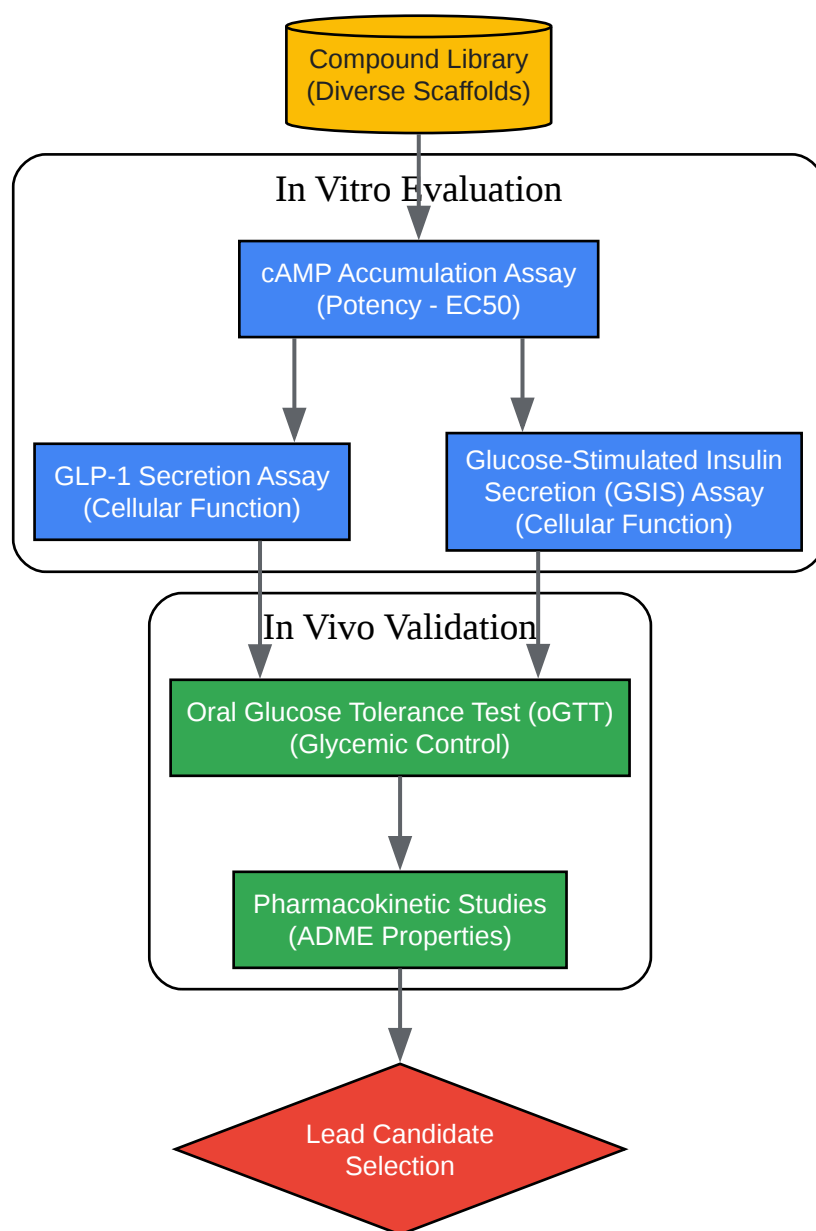 Compound Library
(Diverse Scaffolds)
In Vitro Evaluation
cAMP Accumulation Assay
(Potency - EC50)
GLP-1 Secretion Assay
(Cellular Function)
Glucose-Stimulated Insulin
Secretion (GSIS) Assay
(Cellular Function)
In Vivo Validation
Oral Glucose Tolerance Test (oGTT)
(Glycemic Control)
Pharmacokinetic Studies
(ADME Properties)
Lead Candidate
Selection